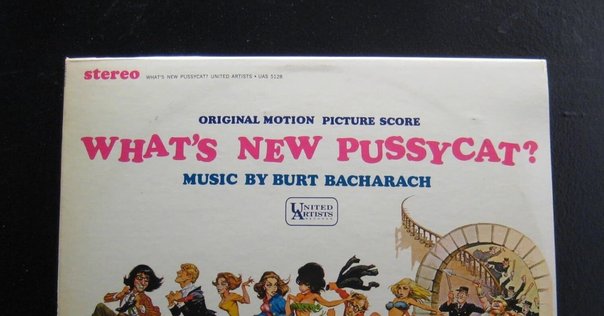 stereo WHAT'S NEW PUSSYCAT? UNITED ARTISTS • UAS 5128
ORIGINAL MOTION PICTURE SCORE
WHAT'S NEW PUSSYCAT?
MUSIC BY BURT BACHARACH
UNITED
ARTISTS
RECORDS